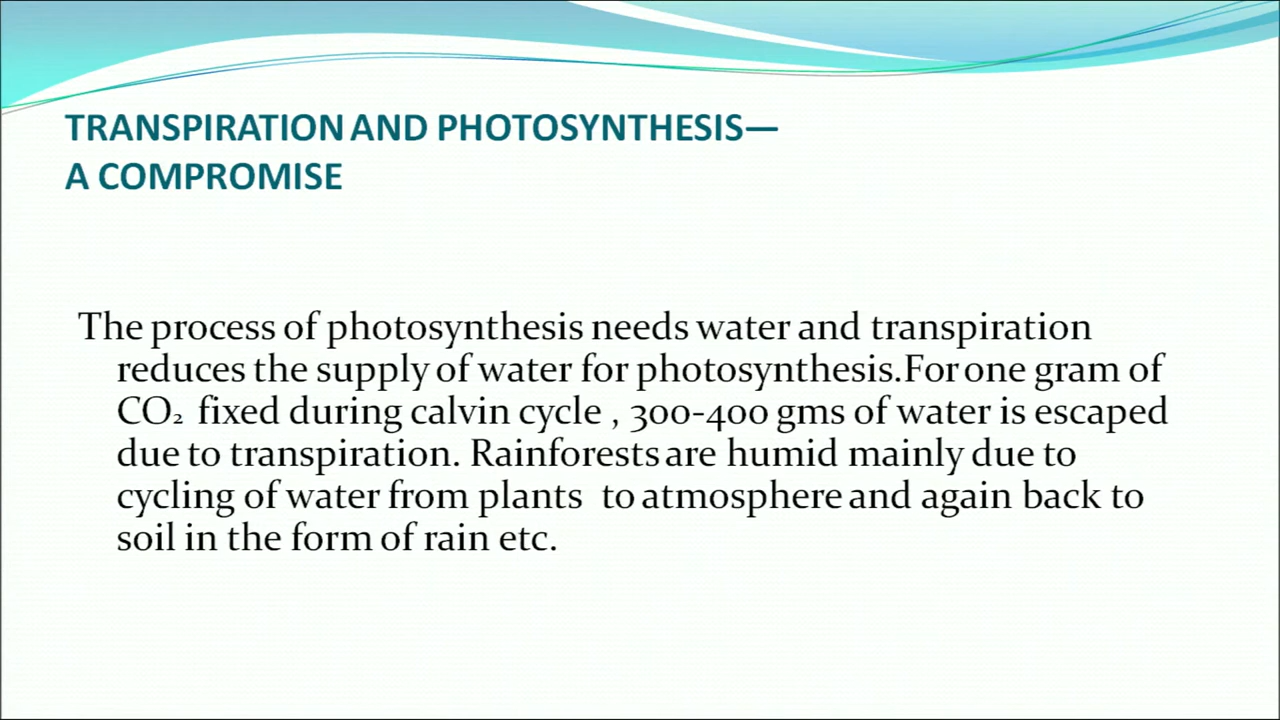 TRANSPIRATION AND PHOTOSYNTHESIS—
A COMPROMISE
The process of photosynthesis needs water and transpiration
reduces the supply of water for photosynthesis.For one gram of
CO₂ fixed during calvin cycle , 300-400 gms of water is escaped
due to transpiration. Rainforests are humid mainly due to
cycling of water from plants to atmosphere and again back to
soil in the form of rain etc.